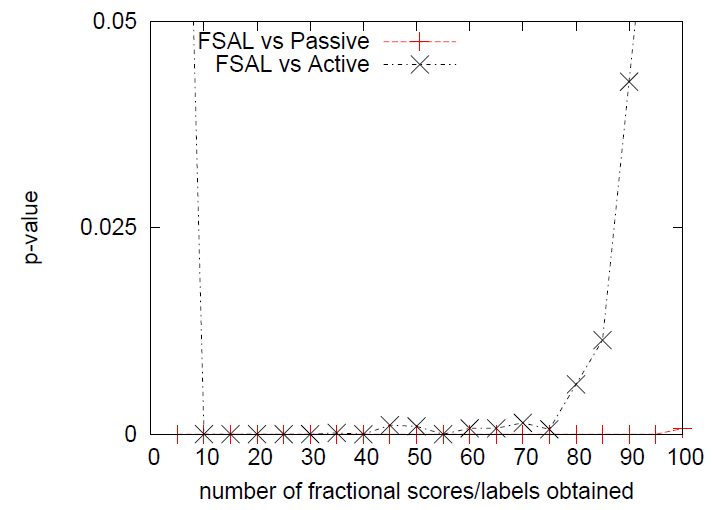 0.05
FSAL vs Passive
FSAL vs Active
0.025
p-value
0
0 10 20 30 40 50 60 70 80 90 100
number of fractional scores/labels obtained